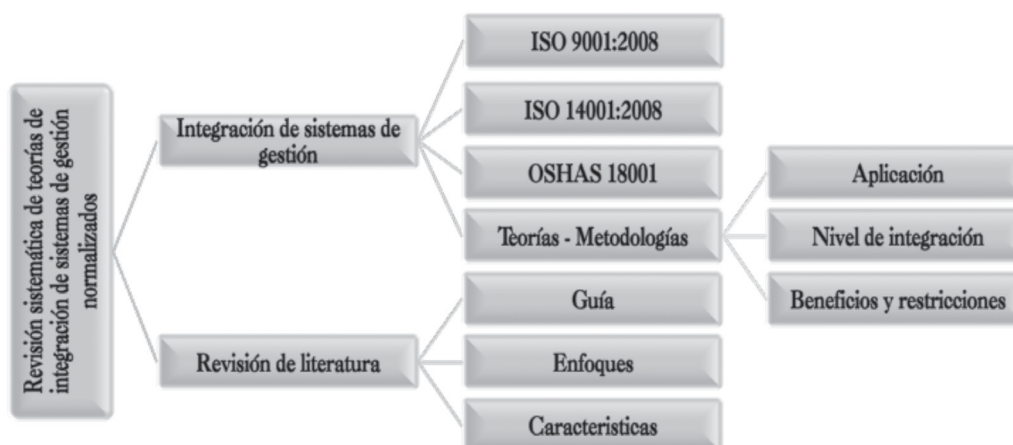 Revisión sistemática de teorías de
integración de sistemas de gestión
normalizados
Integración de sistemas de
gestión
Revisión de literatura
ISO 9001:2008
ISO 14001:2008
OSHAS 18001
Teorías - Metodologías
Guía
Enfoques
Caracteristicas
Aplicación
Nivel de integración
Beneficios y restricciones